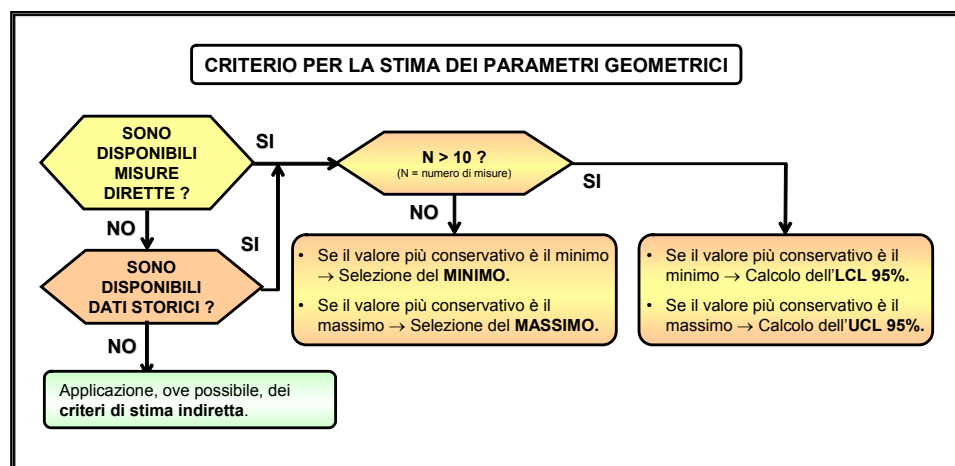 CRITERIO PER LA STIMA DEI PARAMETRI GEOMETRICI
SONO
DISPONIBILI
MISURE
DIRETTE ?
SI
N > 10 ?
(N = numero di misure)
SI
NO
NO
SI
SONO
DISPONIBILI
DATI STORICI ?
• Se il valore più conservativo è il minimo
→ Selezione del MINIMO.
• Se il valore più conservativo è il
massimo → Selezione del MASSIMO.
• Se il valore più conservativo è il
minimo → Calcolo dell'LCL 95%.
• Se il valore più conservativo è il
massimo → Calcolo dell'UCL 95%.
NO
Applicazione, ove possibile, dei
criteri di stima indiretta.